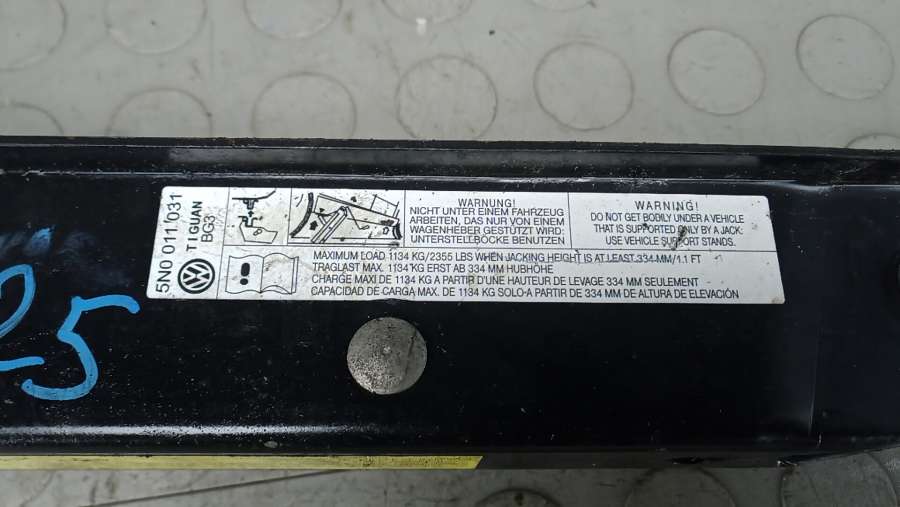 5N0 011 031
TIGUAN
BG3
WARNUNG!
NICHT UNTER EINEM FAHRZEUG
ARBEITEN, DAS NUR VON EINEM
WAGENHEBER GESTÜTZT WIRD:
UNTERSTELLBÖCKE BENUTZEN
WARNING!
DO NOT GET BODILY UNDER A VEHICLE
THAT IS SUPPORTED ONLY BY A JACK:
USE VEHICLE SUPPORT STANDS.
MAXIMUM LOAD 1134 KG/2355 LBS WHEN JACKING HEIGHT IS AT LEAST 334 MM/1.1 FT
TRAGLAST MAX. 1134 KG ERST AB 334 MM HUBHÖHE
CHARGE MAXI DE 1134 KG A PARTIR D'UNE HAUTEUR DE LEVAGE 334 MM SEULEMENT
CAPACIDAD DE CARGA MAX. DE 1134 KG SOLO-A PARTIR DE 334 MM DE ALTURA DE ELEVACIÓN
25